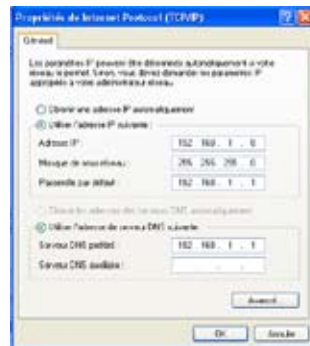 Propriétés de Internet Protocol (TCP/IP)
Général
Les paramètres IP peuvent être déterminés automatiquement si votre
réseau le permet. Sinon, vous devez demander les paramètres IP
appropriés à votre administrateur réseau.
Obtenir une adresse IP automatiquement
Utiliser l'adresse IP suivante :
Adresse IP : 192 . 168 . 1 .
Masque de sous-réseau : 255 . 255 . 255 . 0
Passerelle par défaut : 192 . 168 . 1 . 1
Obtenir les adresses des serveurs DNS automatiquement
Utiliser l'adresse de serveur DNS suivante
Serveur DNS préféré : 192 . 168 . 1 . 1
Serveur DNS auxiliaire :
Avancé...
OK
Annuler